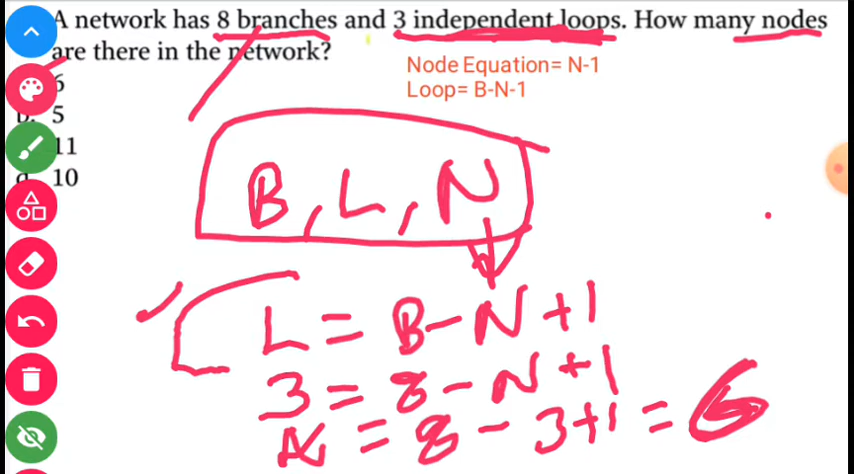 A network has 8 branches and 3 independent loops. How many nodes
are there in the network?
6
Node Equation= N-1
Loop= B-N-1
b. 5
11
10
B, L, N
L = B-N+1
3 = 8-N+1
N = 8-3+1 = 6